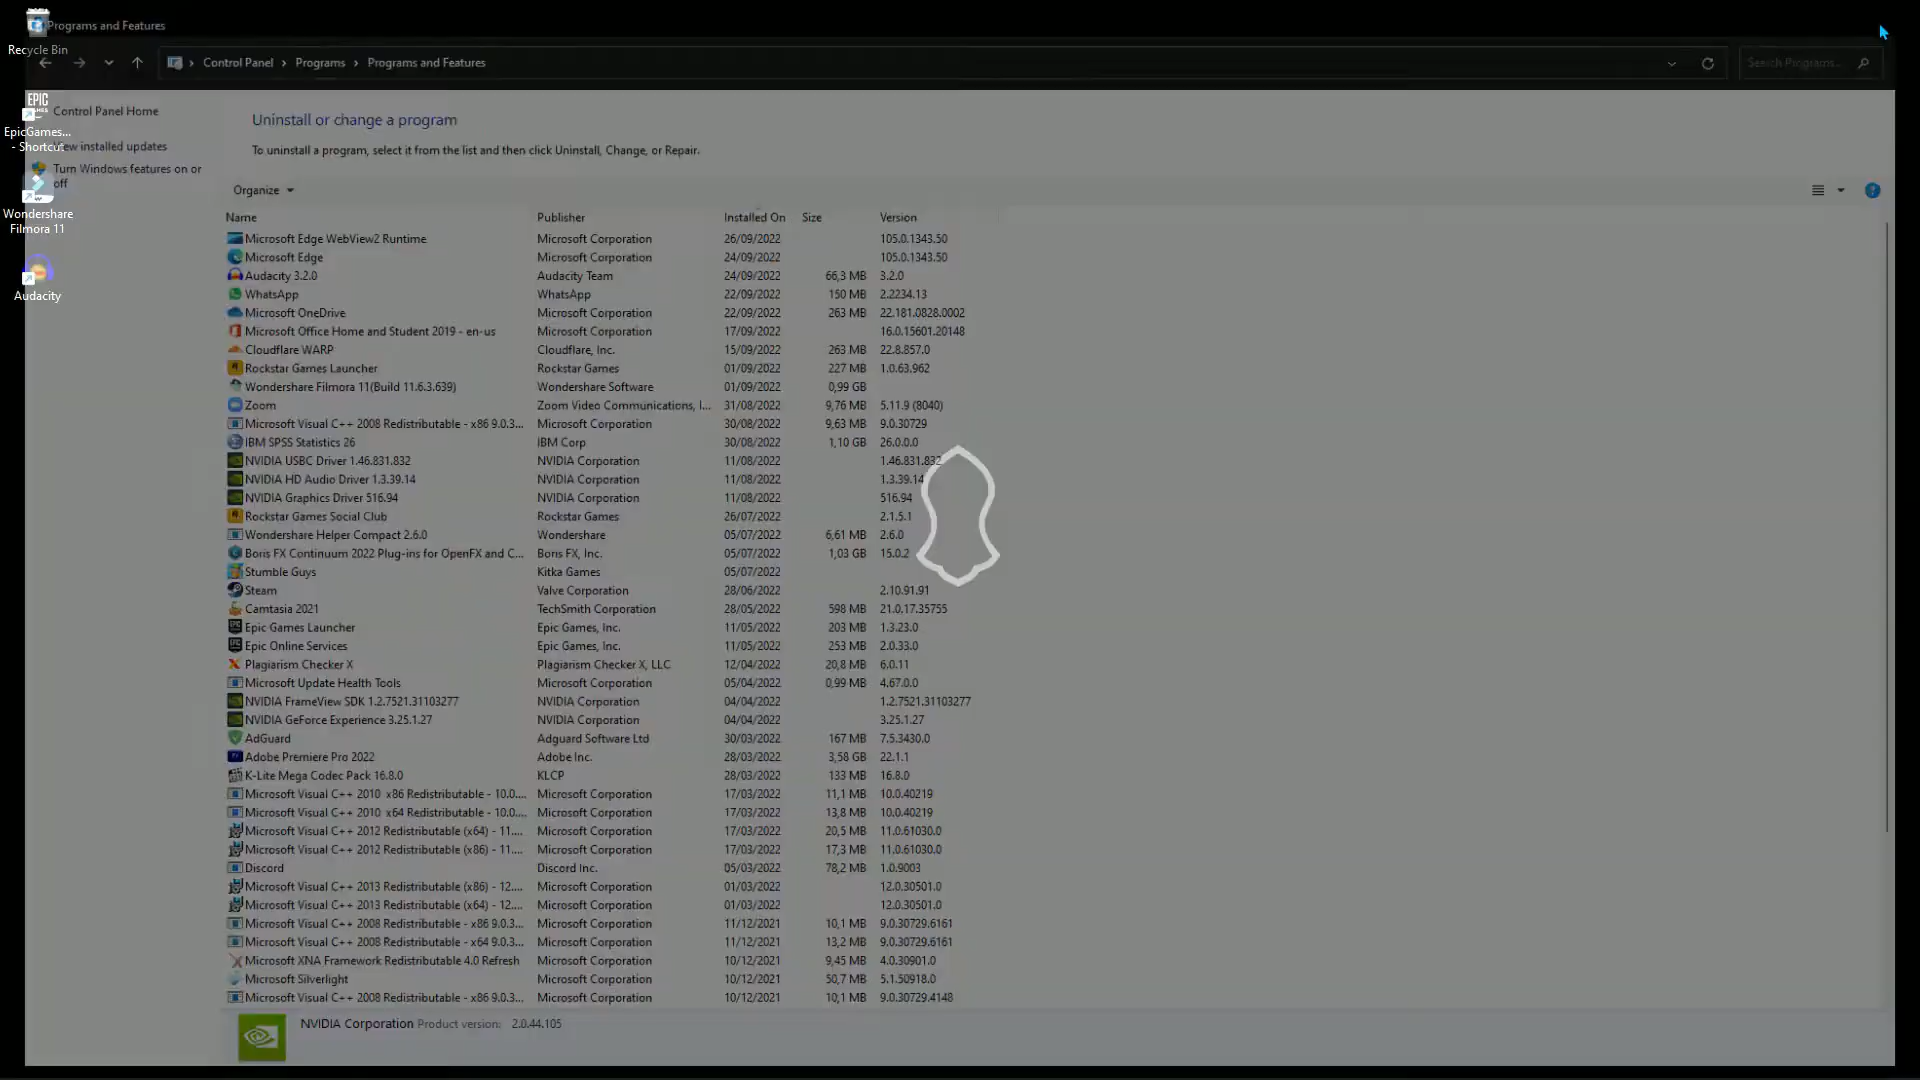 Programs and Features
Recycle Bin
Control Panel > Programs > Programs and Features
Search Programs...
EPIC
GAMES
EpicGames...
- Shortcut
Wondershare
Filmora 11
Audacity
Control Panel Home
View installed updates
Turn Windows features on or
off
Uninstall or change a program
To uninstall a program, select it from the list and then click Uninstall, Change, or Repair.
Organize
Name Publisher Installed On Size Version
Microsoft Edge WebView2 Runtime Microsoft Corporation 26/09/2022 105.0.1343.50
Microsoft Edge Microsoft Corporation 24/09/2022 105.0.1343.50
Audacity 3.2.0 Audacity Team 24/09/2022 66,3 MB 3.2.0
WhatsApp WhatsApp 22/09/2022 150 MB 2.2234.13
Microsoft OneDrive Microsoft Corporation 22/09/2022 263 MB 22.181.0828.0002
Microsoft Office Home and Student 2019 - en-us Microsoft Corporation 17/09/2022 16.0.15601.20148
Cloudflare WARP Cloudflare, Inc. 15/09/2022 263 MB 22.8.857.0
Rockstar Games Launcher Rockstar Games 01/09/2022 227 MB 1.0.63.962
Wondershare Filmora 11(Build 11.6.3.639) Wondershare Software 01/09/2022 0,99 GB
Zoom Zoom Video Communications, I... 31/08/2022 9,76 MB 5.11.9 (8040)
Microsoft Visual C++ 2008 Redistributable - x86 9.0.3... Microsoft Corporation 30/08/2022 9,63 MB 9.0.30729
IBM SPSS Statistics 26 IBM Corp 30/08/2022 1,10 GB 26.0.0.0
NVIDIA USBC Driver 1.46.831.832 NVIDIA Corporation 11/08/2022 1.46.831.832
NVIDIA HD Audio Driver 1.3.39.14 NVIDIA Corporation 11/08/2022 1.3.39.14
NVIDIA Graphics Driver 516.94 NVIDIA Corporation 11/08/2022 516.94
Rockstar Games Social Club Rockstar Games 26/07/2022 2.1.5.1
Wondershare Helper Compact 2.6.0 Wondershare 05/07/2022 6,61 MB 2.6.0
Boris FX Continuum 2022 Plug-ins for OpenFX and C... Boris FX, Inc. 05/07/2022 1,03 GB 15.0.2
Stumble Guys Kitka Games 05/07/2022
Steam Valve Corporation 28/06/2022 2.10.91.91
Camtasia 2021 TechSmith Corporation 28/05/2022 598 MB 21.0.17.35755
Epic Games Launcher Epic Games, Inc. 11/05/2022 203 MB 1.3.23.0
Epic Online Services Epic Games, Inc. 11/05/2022 253 MB 2.0.33.0
Plagiarism Checker X Plagiarism Checker X, LLC 12/04/2022 20,8 MB 6.0.11
Microsoft Update Health Tools Microsoft Corporation 05/04/2022 0,99 MB 4.67.0.0
NVIDIA FrameView SDK 1.2.7521.31103277 NVIDIA Corporation 04/04/2022 1.2.7521.31103277
NVIDIA GeForce Experience 3.25.1.27 NVIDIA Corporation 04/04/2022 3.25.1.27
AdGuard Adguard Software Ltd 30/03/2022 167 MB 7.5.3430.0
Adobe Premiere Pro 2022 Adobe Inc. 28/03/2022 3,58 GB 22.1.1
K-Lite Mega Codec Pack 16.8.0 KLCP 28/03/2022 133 MB 16.8.0
Microsoft Visual C++ 2010 x86 Redistributable - 10.0.... Microsoft Corporation 17/03/2022 11,1 MB 10.0.40219
Microsoft Visual C++ 2010 x64 Redistributable - 10.0.... Microsoft Corporation 17/03/2022 13,8 MB 10.0.40219
Microsoft Visual C++ 2012 Redistributable (x64) - 11.... Microsoft Corporation 17/03/2022 20,5 MB 11.0.61030.0
Microsoft Visual C++ 2012 Redistributable (x86) - 11.... Microsoft Corporation 17/03/2022 17,3 MB 11.0.61030.0
Discord Discord Inc. 05/03/2022 78,2 MB 1.0.9003
Microsoft Visual C++ 2013 Redistributable (x86) - 12.... Microsoft Corporation 01/03/2022 12.0.30501.0
Microsoft Visual C++ 2013 Redistributable (x64) - 12.... Microsoft Corporation 01/03/2022 12.0.30501.0
Microsoft Visual C++ 2008 Redistributable - x86 9.0.3... Microsoft Corporation 11/12/2021 10,1 MB 9.0.30729.6161
Microsoft Visual C++ 2008 Redistributable - x64 9.0.3... Microsoft Corporation 11/12/2021 13,2 MB 9.0.30729.6161
Microsoft XNA Framework Redistributable 4.0 Refresh Microsoft Corporation 10/12/2021 9,45 MB 4.0.30901.0
Microsoft Silverlight Microsoft Corporation 10/12/2021 50,7 MB 5.1.50918.0
Microsoft Visual C++ 2008 Redistributable - x86 9.0.3... Microsoft Corporation 10/12/2021 10,1 MB 9.0.30729.4148
NVIDIA Corporation Product version: 2.0.44.105